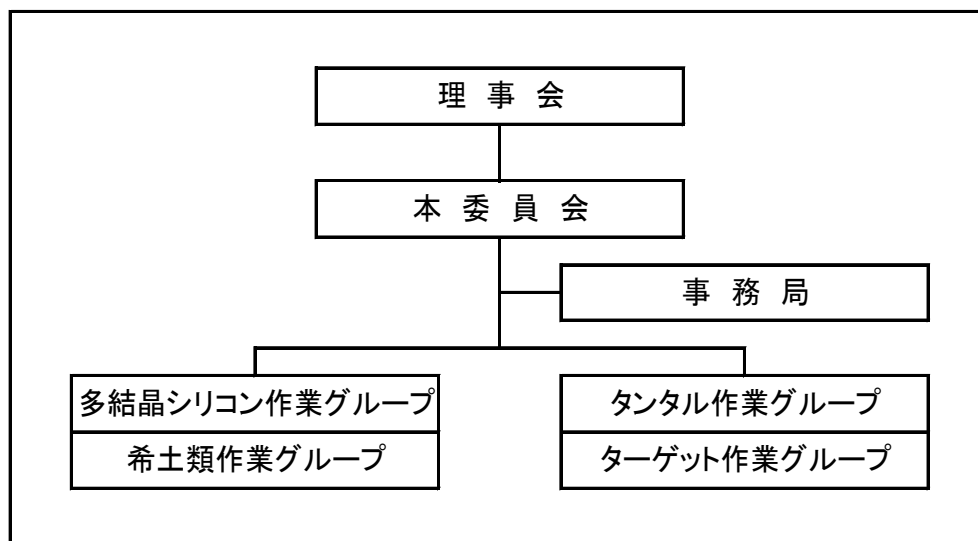 理 事 会
本 委 員 会
事 務 局
多結晶シリコン作業グループ
希土類作業グループ
タンタル作業グループ
ターゲット作業グループ